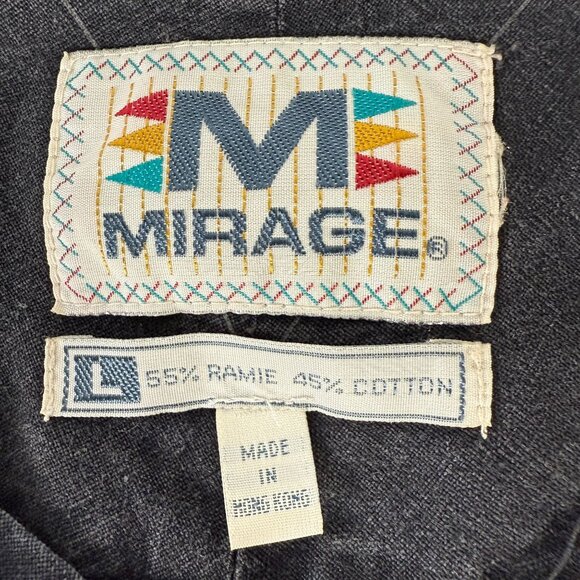 M
MIRAGE®
L 55% RAMIE 45% COTTON
MADE
IN
HONG KONG